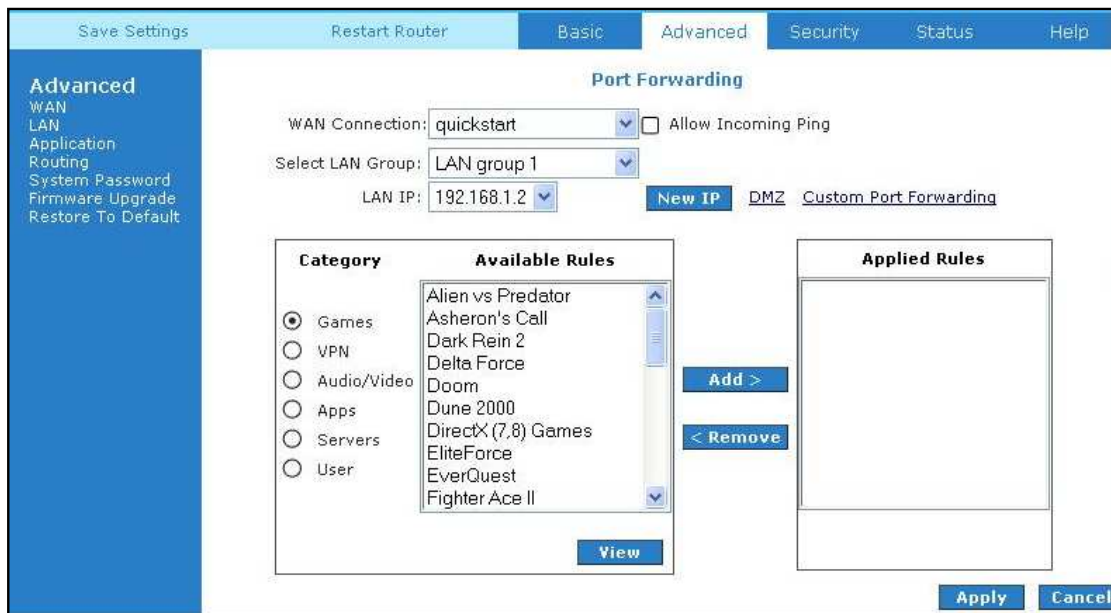 Save Settings Restart Router Basic Advanced Security Status Help
Advanced
WAN
LAN
Application
Routing
System Password
Firmware Upgrade
Restore To Default
Port Forwarding
WAN Connection: quickstart Allow Incoming Ping
Select LAN Group: LAN group 1
LAN IP: 192.168.1.2 New IP DMZ Custom Port Forwarding
Category Available Rules
Games
VPN
Audio/Video
Apps
Servers
User
Alien vs Predator
Asheron's Call
Dark Rein 2
Delta Force
Doom
Dune 2000
DirectX (7,8) Games
EliteForce
EverQuest
Fighter Ace II
View
Add >
< Remove
Applied Rules
Apply Cancel